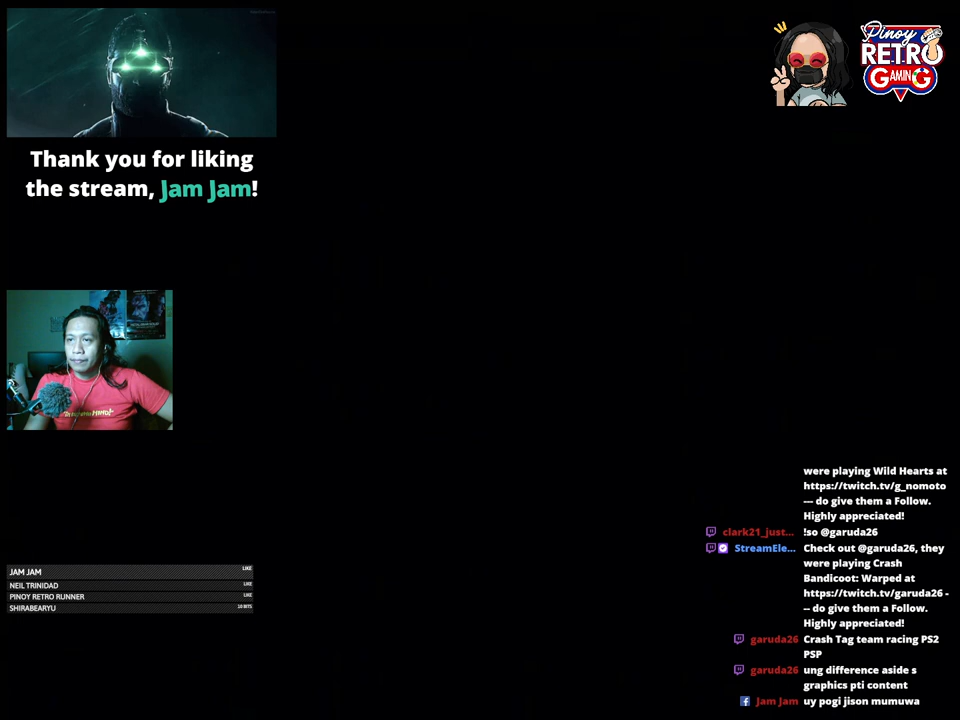 Pinoy
RETRO
GAMING
Thank you for liking
the stream, Jam Jam!
were playing Wild Hearts at
https://twitch.tv/g_nomoto
--- do give them a Follow.
Highly appreciated!
clark21_just... !so @garuda26
StreamEle... Check out @garuda26, they
were playing Crash
Bandicoot: Warped at
https://twitch.tv/garuda26 -
-- do give them a Follow.
Highly appreciated!
garuda26 Crash Tag team racing PS2
PSP
garuda26 ung difference aside s
graphics pti content
Jam Jam uy pogi jison mumuwa
JAM JAM LIKE
NEIL TRINIDAD LIKE
PINOY RETRO RUNNER LIKE
SHIRABEARYU 10 BITS